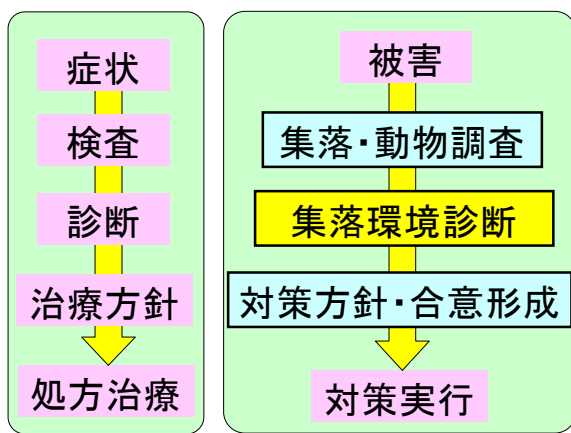 症状
検査
診断
治療方針
処方治療
被害
集落・動物調査
集落環境診断
対策方針・合意形成
対策実行